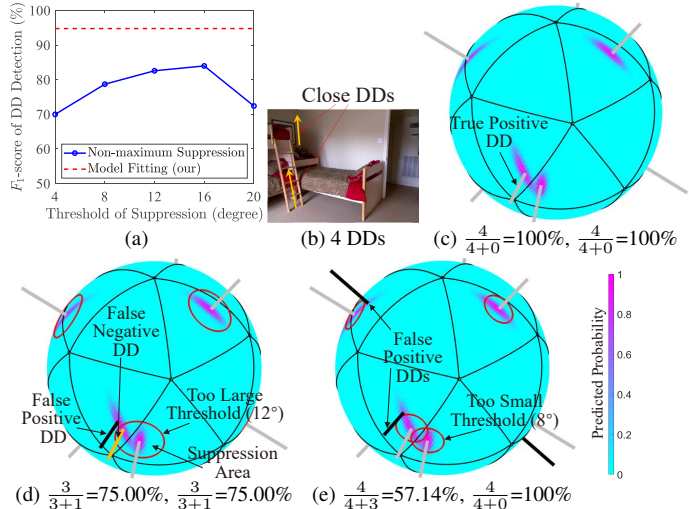 F1-score of DD Detection (%)
100
90
80
70
60
50
Non-maximum Suppression
Model Fitting (our)
4 8 12 16 20
Threshold of Suppression (degree)
(a)
Close DDs
(b) 4 DDs
True Positive
DD
(c) 4/(4+0)=100%, 4/(4+0)=100%
False
Negative
DD
False
Positive
DD
Too Large
Threshold (12°)
Suppression
Area
(d) 3/(3+1)=75.00%, 3/(3+1)=75.00%
False
Positive
DDs
Too Small
Threshold (8°)
(e) 4/(4+3)=57.14%, 4/(4+0)=100%
Predicted Probability
1
0.8
0.6
0.4
0.2
0